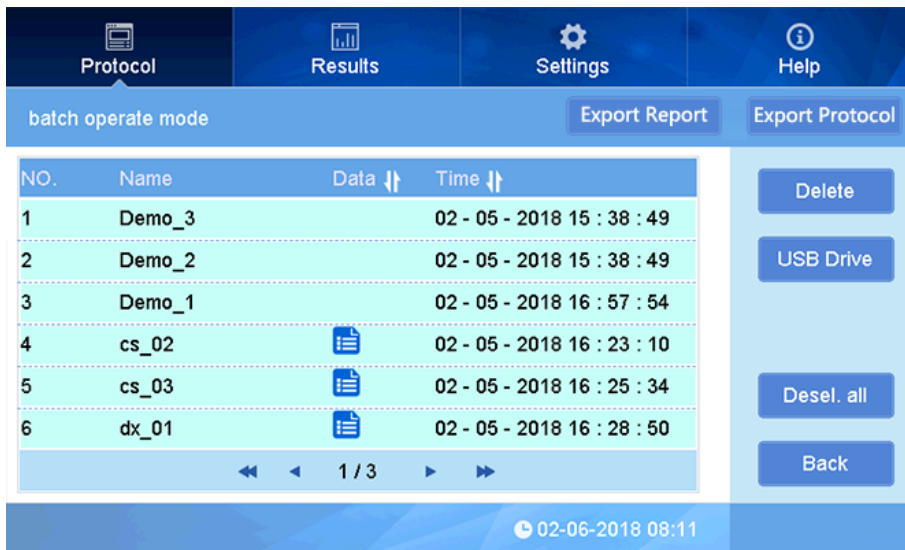 Protocol Results Settings Help
batch operate mode Export Report Export Protocol
NO. Name Data Time
1 Demo_3 02 - 05 - 2018 15 : 38 : 49
2 Demo_2 02 - 05 - 2018 15 : 38 : 49
3 Demo_1 02 - 05 - 2018 16 : 57 : 54
4 cs_02 02 - 05 - 2018 16 : 23 : 10
5 cs_03 02 - 05 - 2018 16 : 25 : 34
6 dx_01 02 - 05 - 2018 16 : 28 : 50
1 / 3
Delete
USB Drive
Desel. all
Back
02-06-2018 08:11